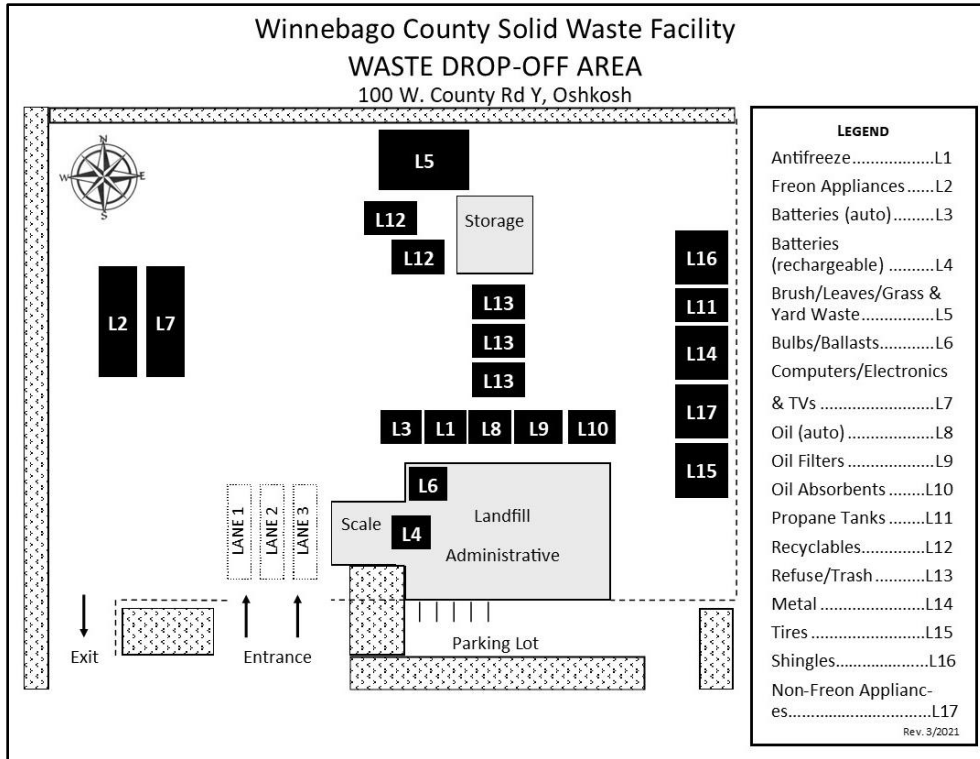 Winnebago County Solid Waste Facility
WASTE DROP-OFF AREA
100 W. County Rd Y, Oshkosh
N
W E
S
L5
L12
Storage
L12
L16
L2 L7
L13
L11
L13
L14
L13
L17
L3 L1 L8 L9 L10
L15
L6
LANE 1
LANE 2
LANE 3
Scale
L4
Landfill
Administrative
Exit
Entrance
Parking Lot
LEGEND
Antifreeze..................L1
Freon Appliances......L2
Batteries (auto).........L3
Batteries
(rechargeable) ..........L4
Brush/Leaves/Grass &
Yard Waste................L5
Bulbs/Ballasts............L6
Computers/Electronics
& TVs .........................L7
Oil (auto) ...................L8
Oil Filters ...................L9
Oil Absorbents ........L10
Propane Tanks ........L11
Recyclables..............L12
Refuse/Trash ...........L13
Metal .......................L14
Tires .........................L15
Shingles....................L16
Non-Freon Applianc-
es...............................L17
Rev. 3/2021